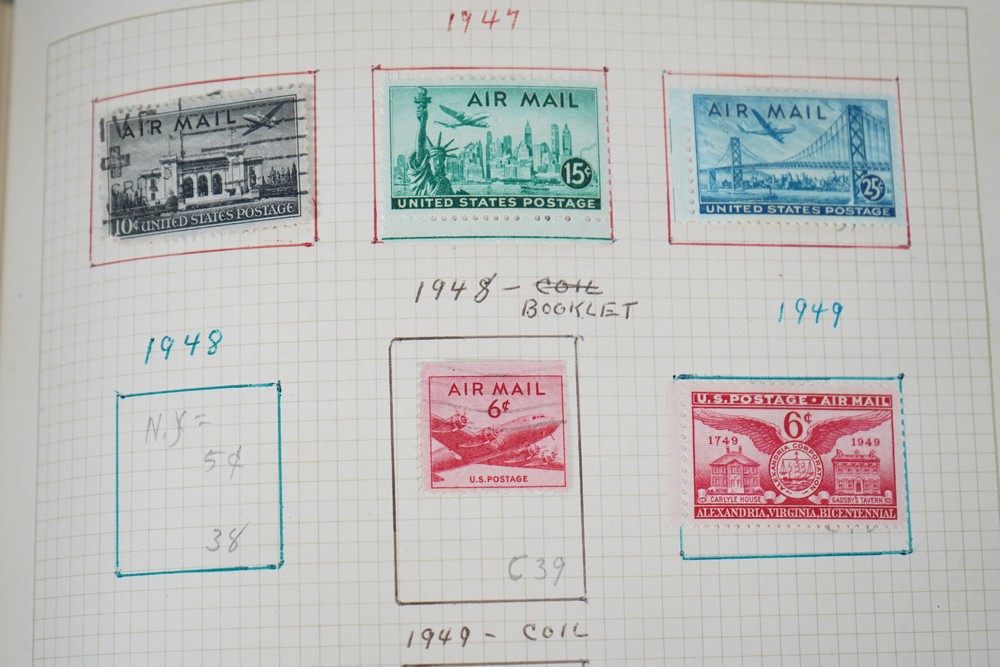 1947
AIR MAIL
10¢ UNITED STATES POSTAGE
AIR MAIL
15¢
UNITED STATES POSTAGE
AIR MAIL
25¢
UNITED STATES POSTAGE
1948
N.Y=
5¢
38
1948 - COIL
BOOKLET
AIR MAIL
6¢
U.S. POSTAGE
C39
1949
U.S. POSTAGE - AIR MAIL
6¢
1749 1949
ALEXANDRIA CORPORATION
CARLYLE HOUSE GADSBY'S TAVERN
ALEXANDRIA, VIRGINIA, BICENTENNIAL
1949 - COIL